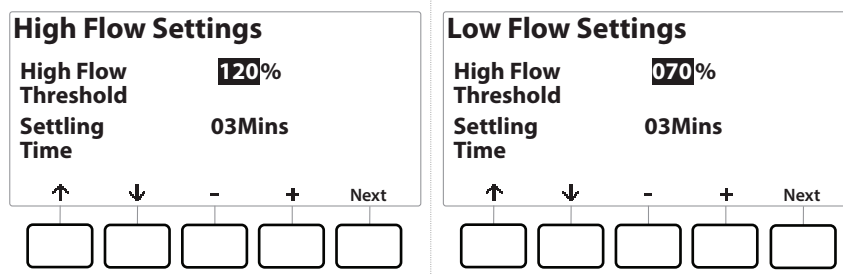 High Flow Settings
High Flow 120%
Threshold
Settling 03Mins
Time
↑ ↓ - + Next
Low Flow Settings
High Flow 070%
Threshold
Settling 03Mins
Time
↑ ↓ - + Next